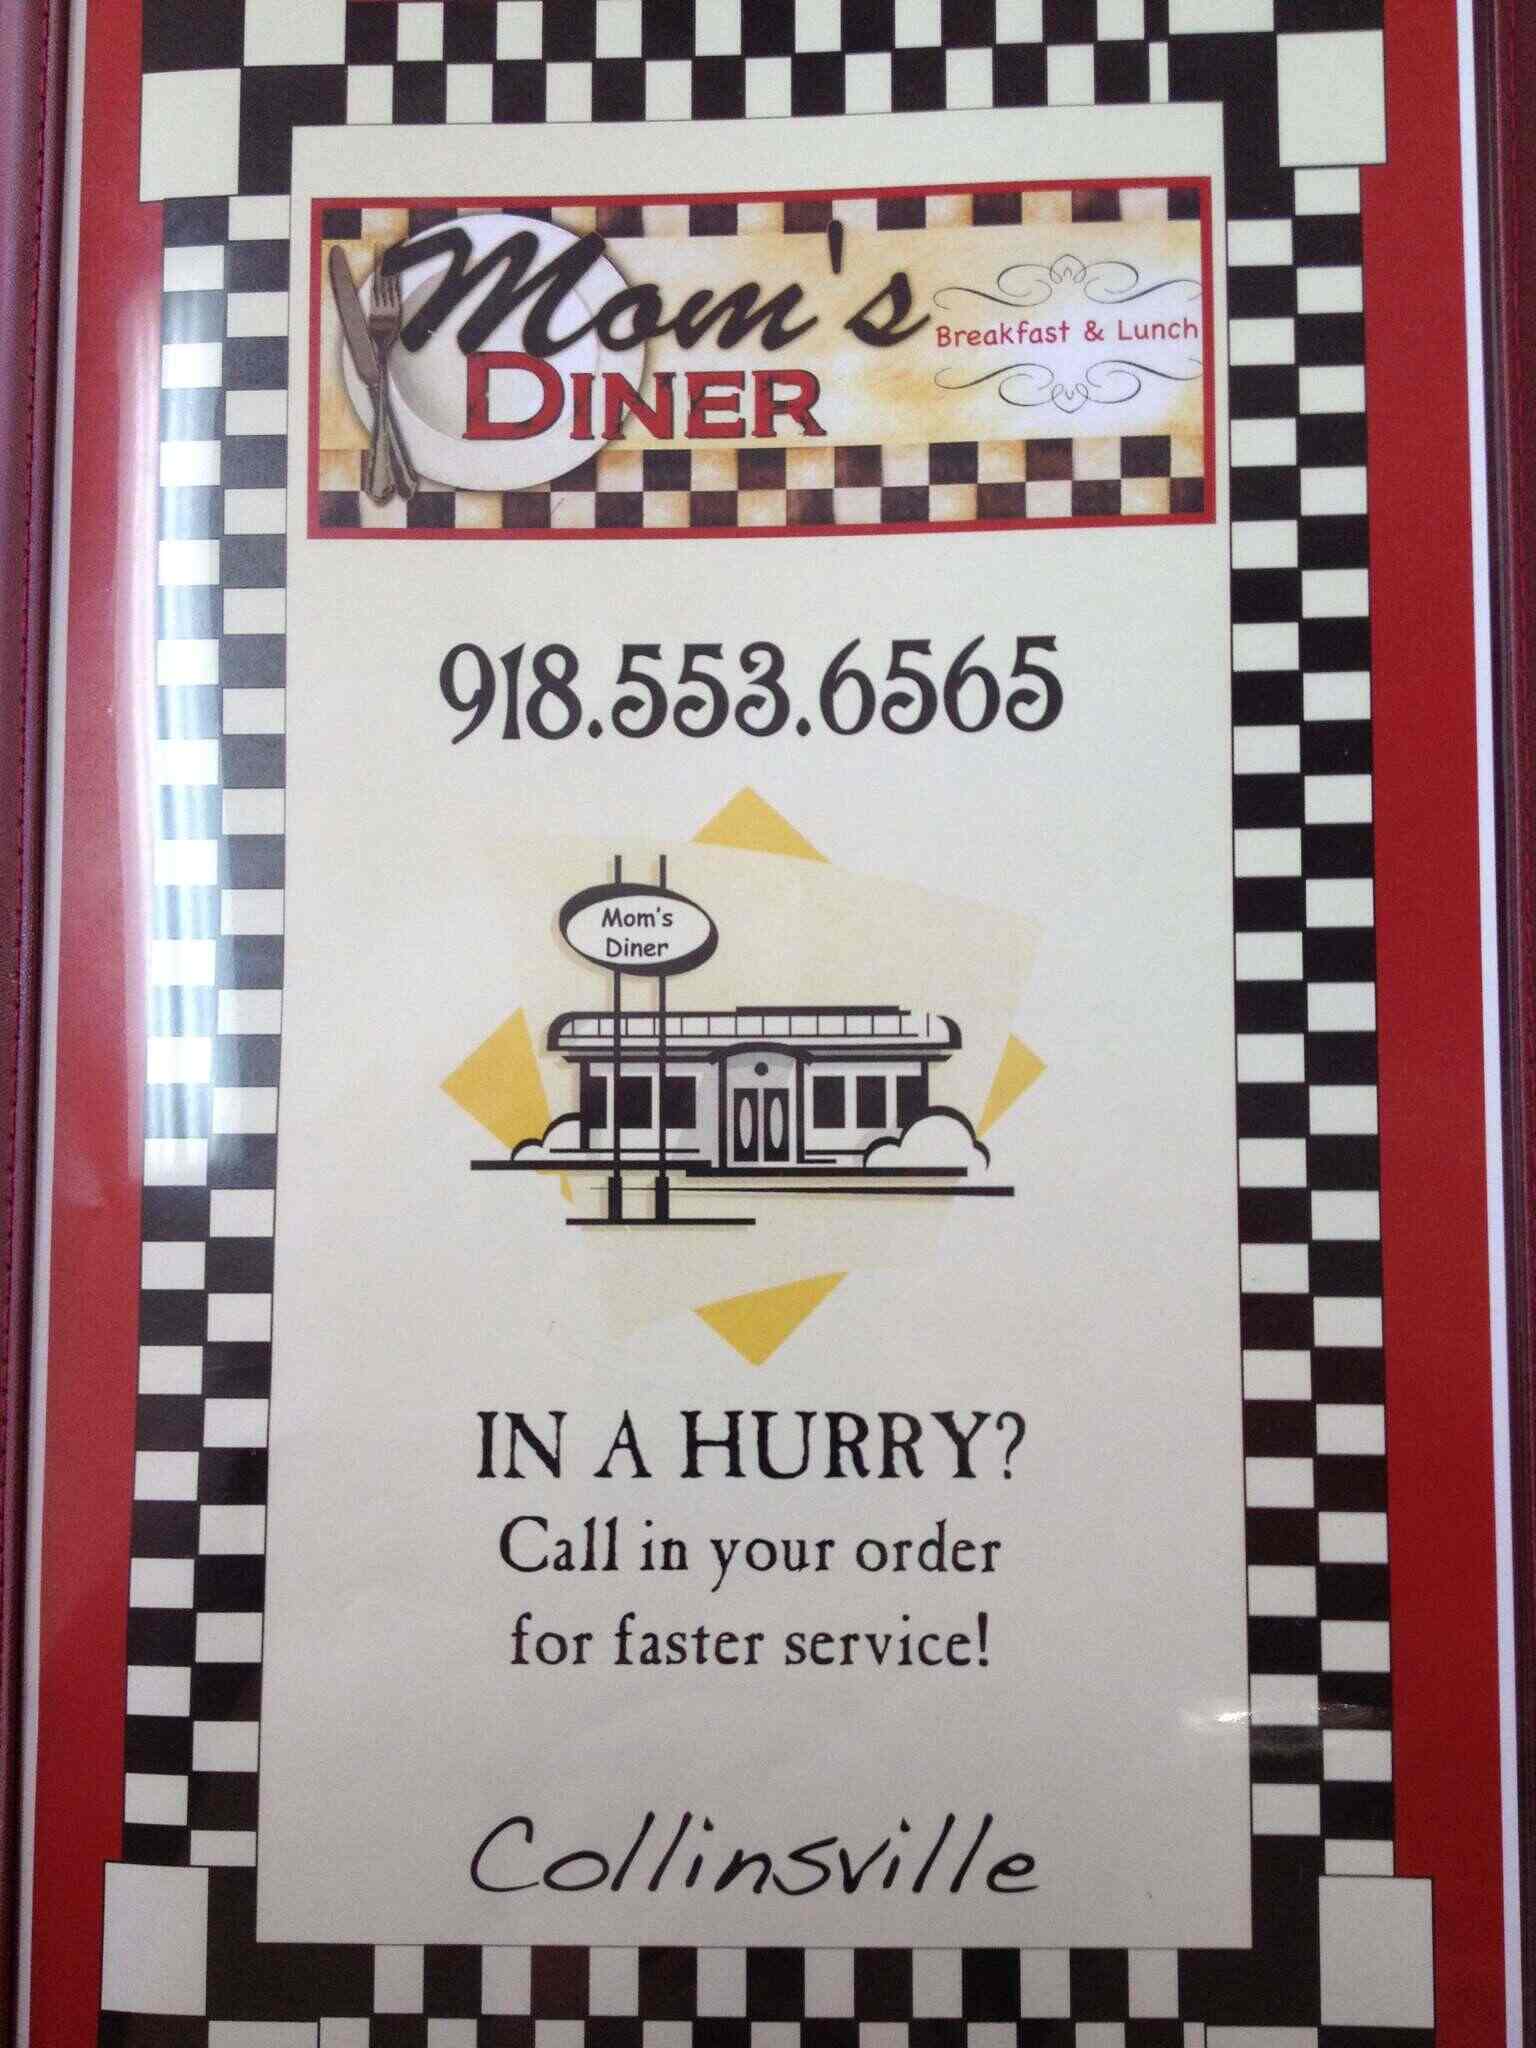 Mom's
DINER
Breakfast & Lunch
918.553.6565
Mom's
Diner
IN A HURRY?
Call in your order
for faster service!
Collinsville